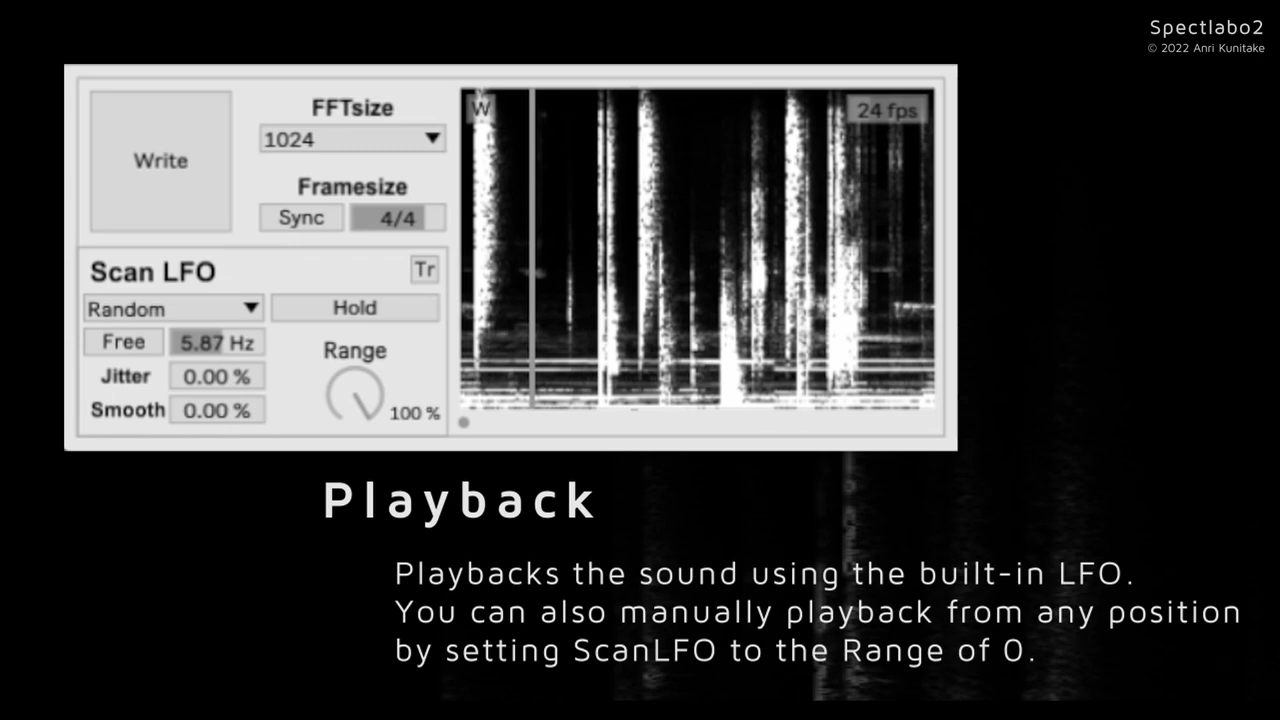 Spectlabo2
© 2022 Anri Kunitake
Write
FFTsize
1024
Framesize
Sync
4/4
Scan LFO
Tr
Random
Hold
Free
5.87 Hz
Jitter
0.00 %
Smooth
0.00 %
Range
100 %
W
24 fps
Playback
Playbacks the sound using the built-in LFO.
You can also manually playback from any position
by setting ScanLFO to the Range of 0.